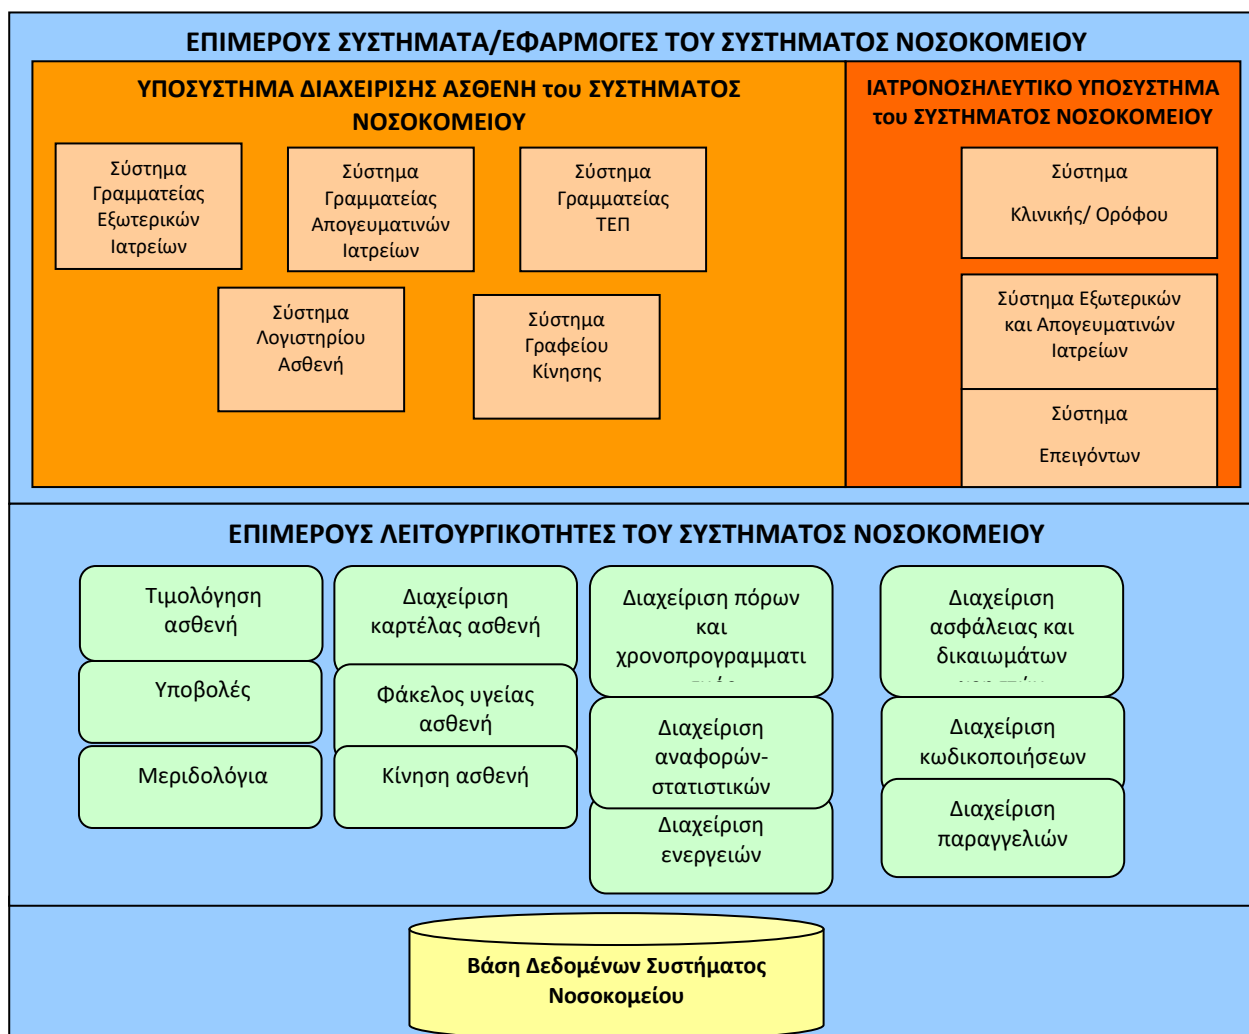 ΕΠΙΜΕΡΟΥΣ ΣΥΣΤΗΜΑΤΑ/ΕΦΑΡΜΟΓΕΣ ΤΟΥ ΣΥΣΤΗΜΑΤΟΣ ΝΟΣΟΚΟΜΕΙΟΥ
ΥΠΟΣΥΣΤΗΜΑ ΔΙΑΧΕΙΡΙΣΗΣ ΑΣΘΕΝΗ του ΣΥΣΤΗΜΑΤΟΣ
ΝΟΣΟΚΟΜΕΙΟΥ
Σύστημα
Γραμματείας
Εξωτερικών
Ιατρείων
Σύστημα
Γραμματείας
Απογευματινών
Ιατρείων
Σύστημα
Γραμματείας
ΤΕΠ
Σύστημα
Λογιστηρίου
Ασθενή
Σύστημα
Γραφείου
Κίνησης
ΙΑΤΡΟΝΟΣΗΛΕΥΤΙΚΟ ΥΠΟΣΥΣΤΗΜΑ
του ΣΥΣΤΗΜΑΤΟΣ ΝΟΣΟΚΟΜΕΙΟΥ
Σύστημα
Κλινικής/ Ορόφου
Σύστημα Εξωτερικών
και Απογευματινών
Ιατρείων
Σύστημα
Επειγόντων
ΕΠΙΜΕΡΟΥΣ ΛΕΙΤΟΥΡΓΙΚΟΤΗΤΕΣ ΤΟΥ ΣΥΣΤΗΜΑΤΟΣ ΝΟΣΟΚΟΜΕΙΟΥ
Τιμολόγηση
ασθενή
Υποβολές
Μεριδολόγια
Διαχείριση
καρτέλας ασθενή
Φάκελος υγείας
ασθενή
Κίνηση ασθενή
Διαχείριση πόρων
και
χρονοπρογραμματι
Διαχείριση
αναφορών-
στατιστικών
Διαχείριση
ενεργειών
Διαχείριση
ασφάλειας και
δικαιωμάτων
Διαχείριση
κωδικοποιήσεων
Διαχείριση
παραγγελιών
Βάση Δεδομένων Συστήματος
Νοσοκομείου